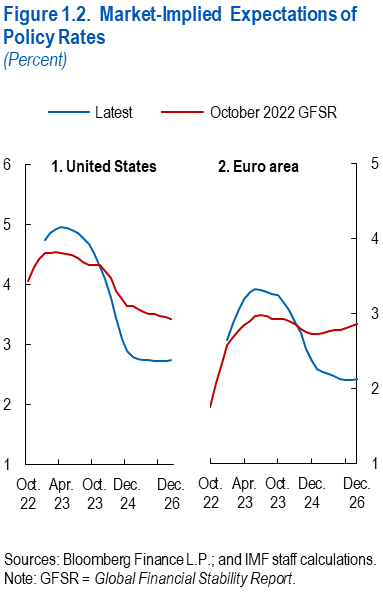 Figure 1.2. Market-Implied Expectations of
Policy Rates
(Percent)
Latest
October 2022 GFSR
1. United States
6
5
4
3
2
1
Oct. 22
Apr. 23
Oct. 23
Dec. 24
Dec. 26
2. Euro area
5
4
3
2
1
Oct. 22
Apr. 23
Oct. 23
Dec. 24
Dec. 26
Sources: Bloomberg Finance L.P.; and IMF staff calculations.
Note: GFSR = Global Financial Stability Report.